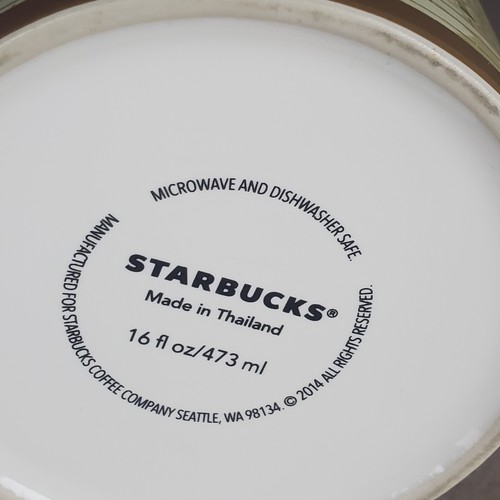 MICROWAVE AND DISHWASHER SAFE.
STARBUCKS®
Made in Thailand
16 fl oz/473 ml
MANUFACTURED FOR STARBUCKS COFFEE COMPANY SEATTLE, WA 98134. © 2014 ALL RIGHTS RESERVED.